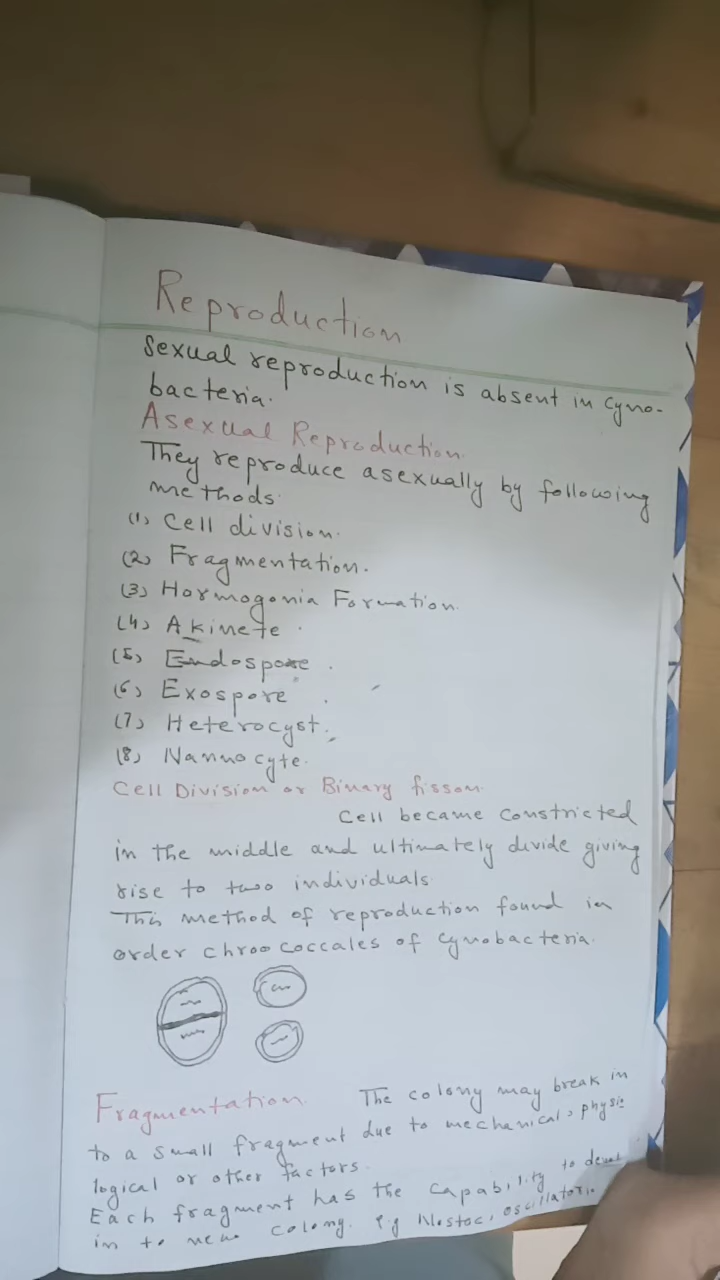 Reproduction
Sexual reproduction is absent in Cyno-
bacteria.
Asexual Reproduction.
They reproduce asexually by following
methods.
(1) Cell division.
(2) Fragmentation.
(3) Hormogonia Formation.
(4) Akinete.
(5) Endospore.
(6) Exospore.
(7) Heterocyst.
(8) Nannocyte.
Cell Division or Binary fisson.
Cell became constricted
in the middle and ultimately divide giving
rise to two individuals.
This method of reproduction found in
order chroococcales of Cynobacteria.
Fragmentation. The colony may break in
to a small fragment due to mechanical, physio
logical or other factors.
Each fragment has the capability to
in to new colony. e.g Nostoc, oscillatoria